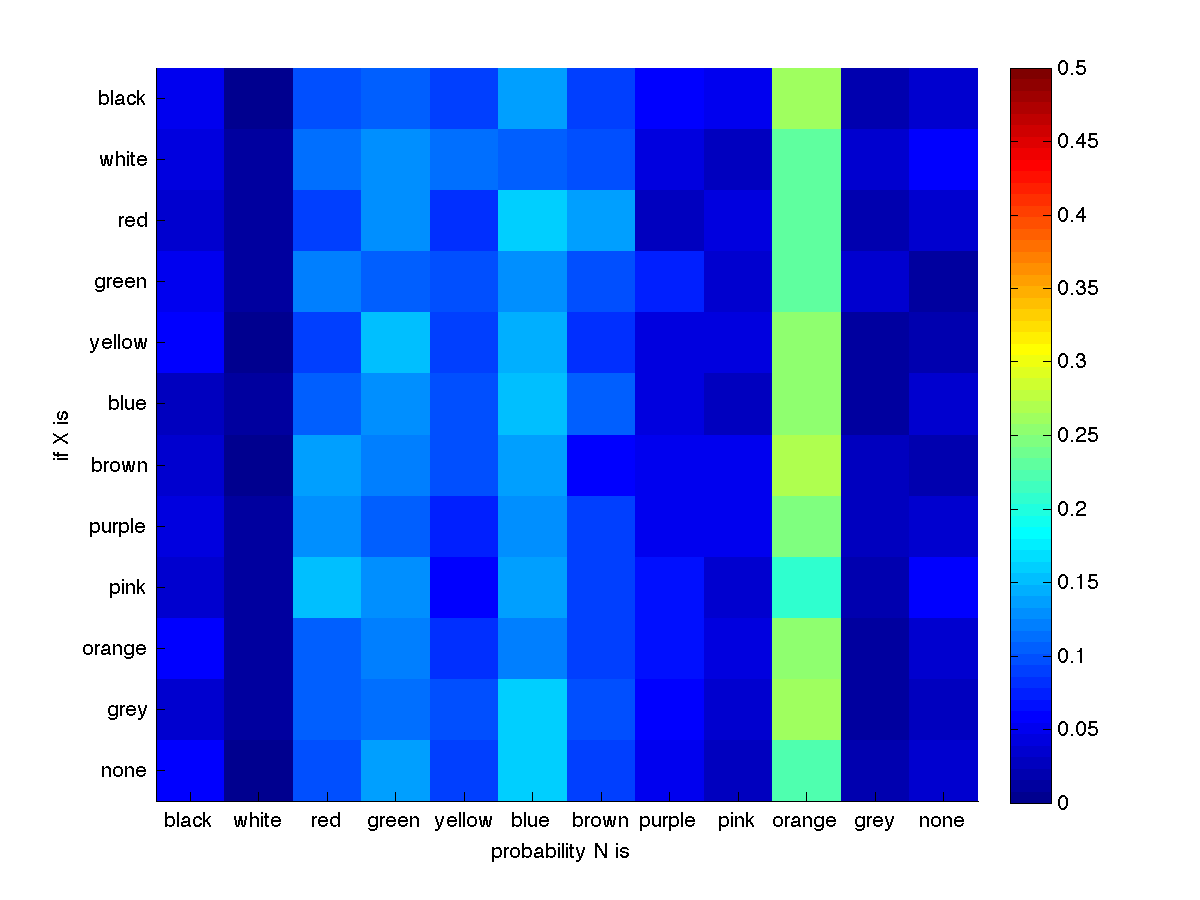 black
white
red
green
yellow
blue
brown
purple
pink
orange
grey
none
if X is
black white red green yellow blue brown purple pink orange grey none
probability N is
0.5
0.45
0.4
0.35
0.3
0.25
0.2
0.15
0.1
0.05
0